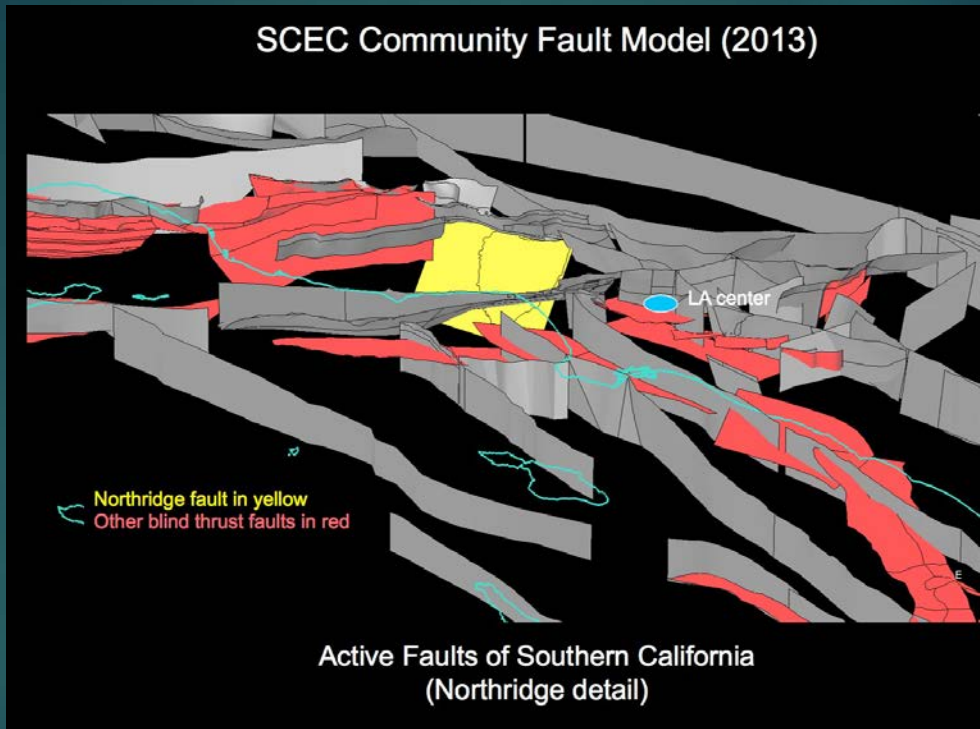 SCEC Community Fault Model (2013)
LA center
Northridge fault in yellow
Other blind thrust faults in red
E
Active Faults of Southern California
(Northridge detail)